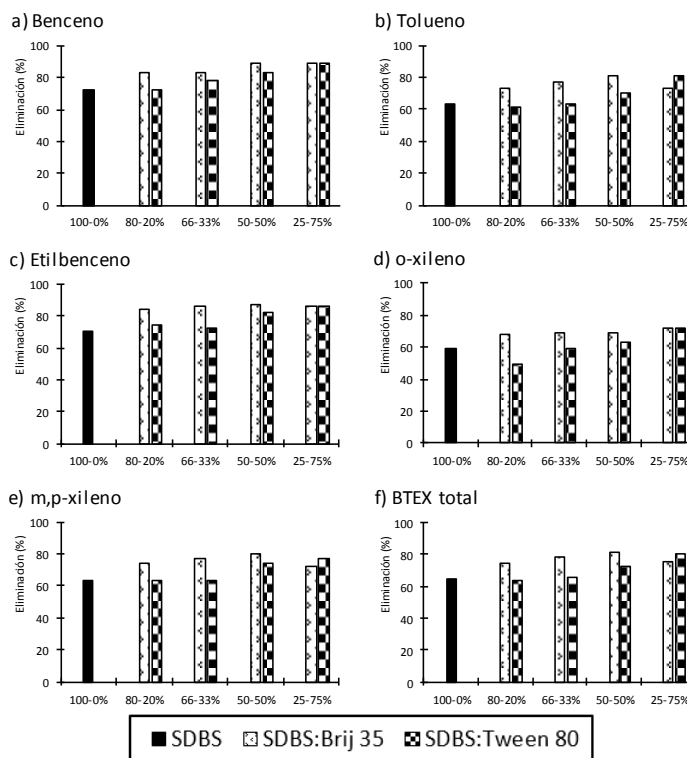 a) Benceno
Eliminación (%)
100
80
60
40
20
0
100-0% 80-20% 66-33% 50-50% 25-75%
b) Tolueno
Eliminación (%)
100
80
60
40
20
0
100-0% 80-20% 66-33% 50-50% 25-75%
c) Etilbenceno
Eliminación (%)
100
80
60
40
20
0
100-0% 80-20% 66-33% 50-50% 25-75%
d) o-xileno
Eliminación (%)
100
80
60
40
20
0
100-0% 80-20% 66-33% 50-50% 25-75%
e) m,p-xileno
Eliminación (%)
100
80
60
40
20
0
100-0% 80-20% 66-33% 50-50% 25-75%
f) BTEX total
Eliminación (%)
100
80
60
40
20
0
100-0% 80-20% 66-33% 50-50% 25-75%
SDBS SDBS:Brij 35 SDBS:Tween 80